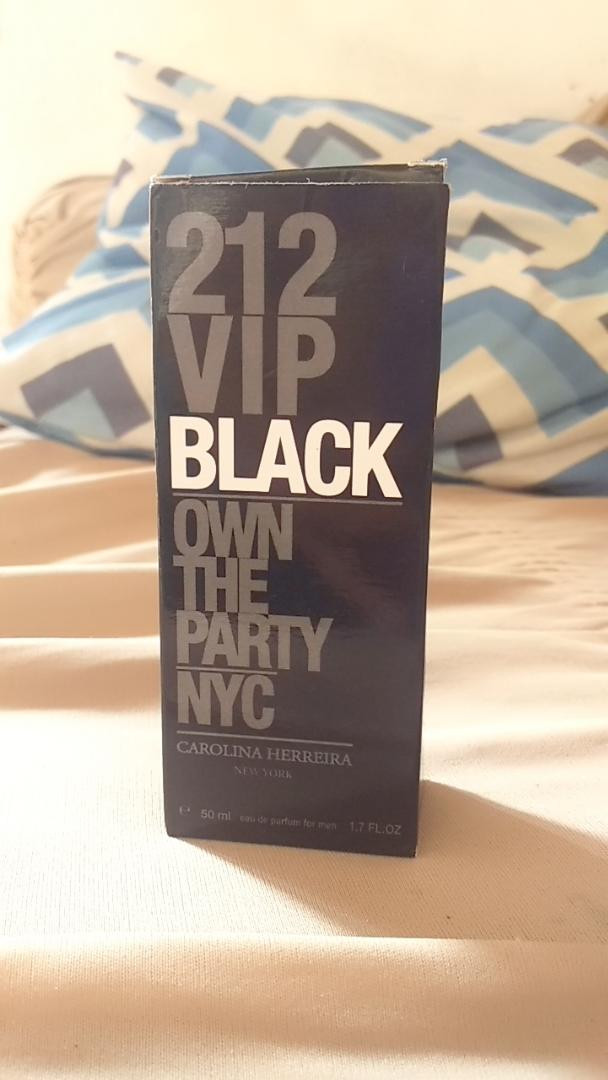 212
VIP
BLACK
OWN
THE
PARTY
NYC
CAROLINA HERREIRA
NEW YORK
℮ 50 ml eau de parfum for men 1.7 FL.OZ